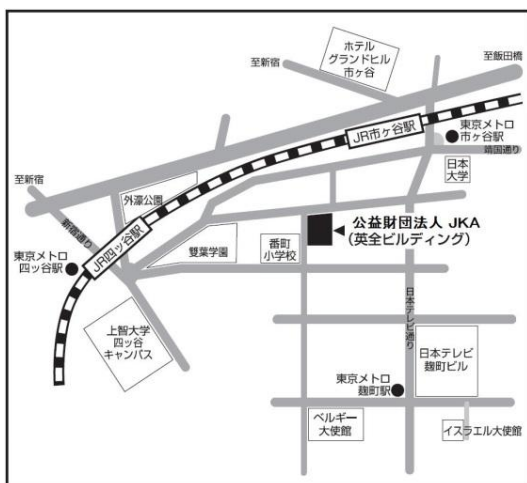 ホテル
グランドヒル
市ヶ谷
至新宿
至飯田橋
JR市ヶ谷駅
東京メトロ
市ヶ谷駅
靖国通り
日本
大学
至新宿
外濠公園
新宿通り
JR四ッ谷駅
東京メトロ
四ッ谷駅
雙葉学園
番町
小学校
公益財団法人 JKA
(英全ビルディング)
日本テレビ通り
上智大学
四ッ谷
キャンパス
日本テレビ
麹町ビル
東京メトロ
麹町駅
ベルギー
大使館
イスラエル大使館